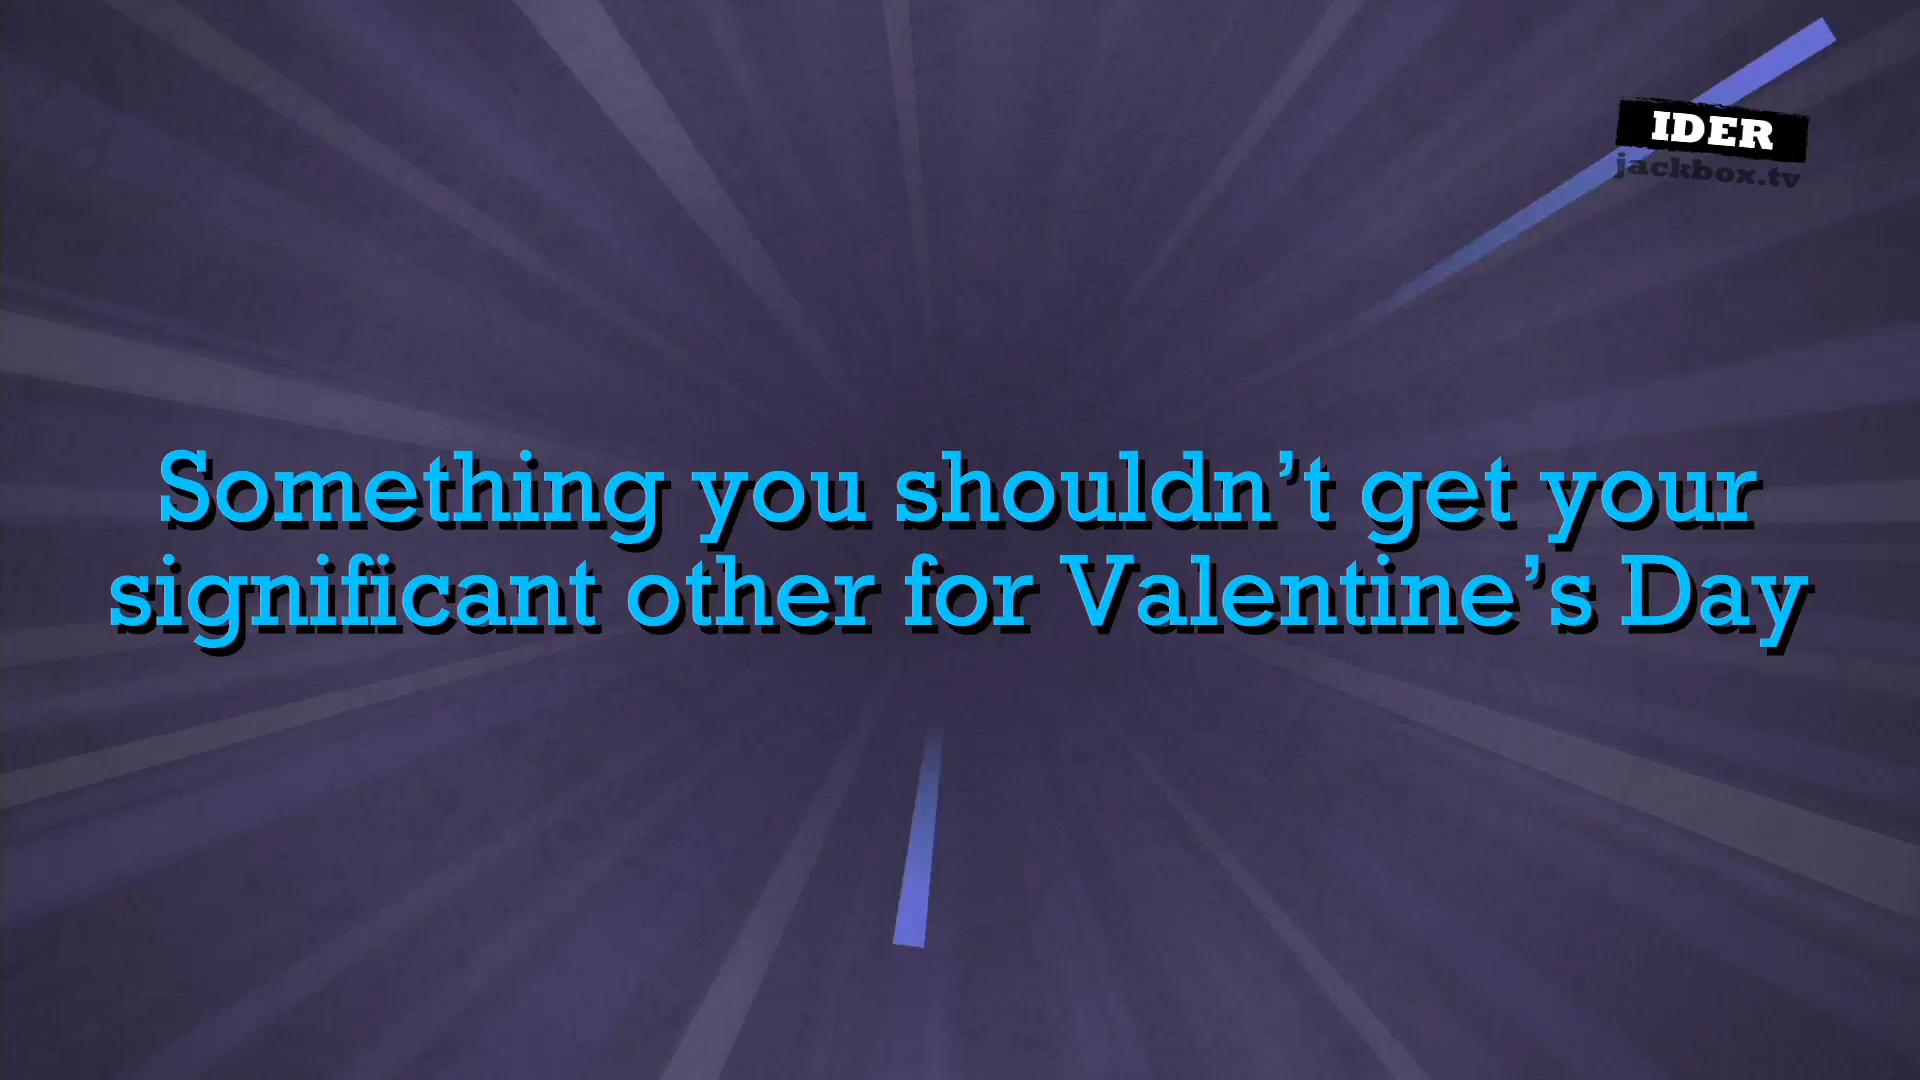 IDER
jackbox.tv
Something you shouldn’t get your
significant other for Valentine’s Day